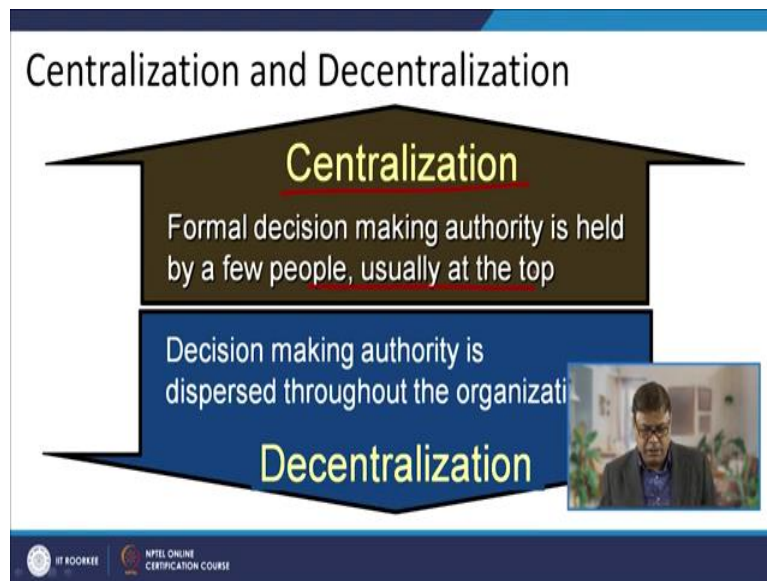 Centralization and Decentralization
Centralization
Formal decision making authority is held
by a few people, usually at the top
Decision making authority is
dispersed throughout the organizati
Decentralization
IIT ROORKEE
NPTEL ONLINE
CERTIFICATION COURSE